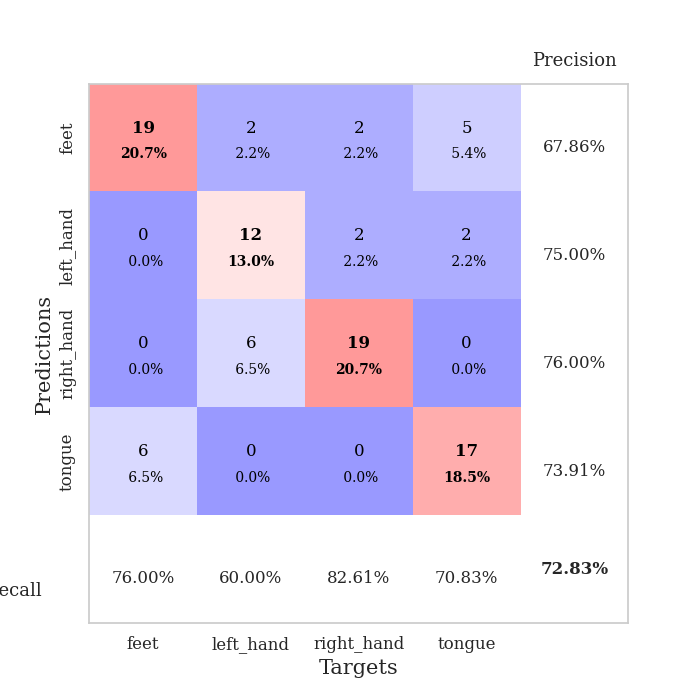 Precision
feet
19 2 2 5 67.86%
20.7% 2.2% 2.2% 5.4%
left_hand
0 12 2 2 75.00%
0.0% 13.0% 2.2% 2.2%
right_hand
0 6 19 0 76.00%
0.0% 6.5% 20.7% 0.0%
tongue
6 0 0 17 73.91%
6.5% 0.0% 0.0% 18.5%
Predictions
ecall 76.00% 60.00% 82.61% 70.83% 72.83%
feet left_hand right_hand tongue
Targets